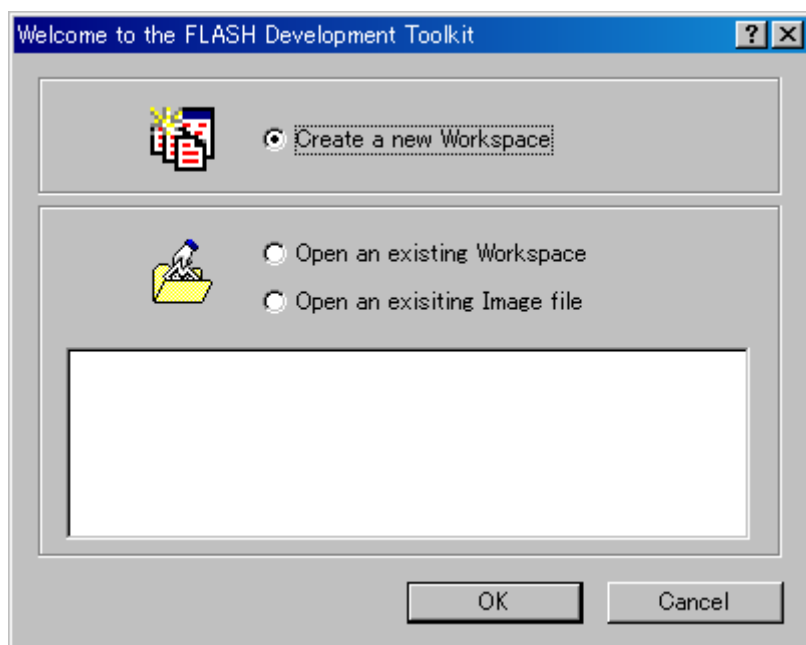 Welcome to the FLASH Development Toolkit
Create a new Workspace
Open an existing Workspace
Open an exisiting Image file
OK
Cancel